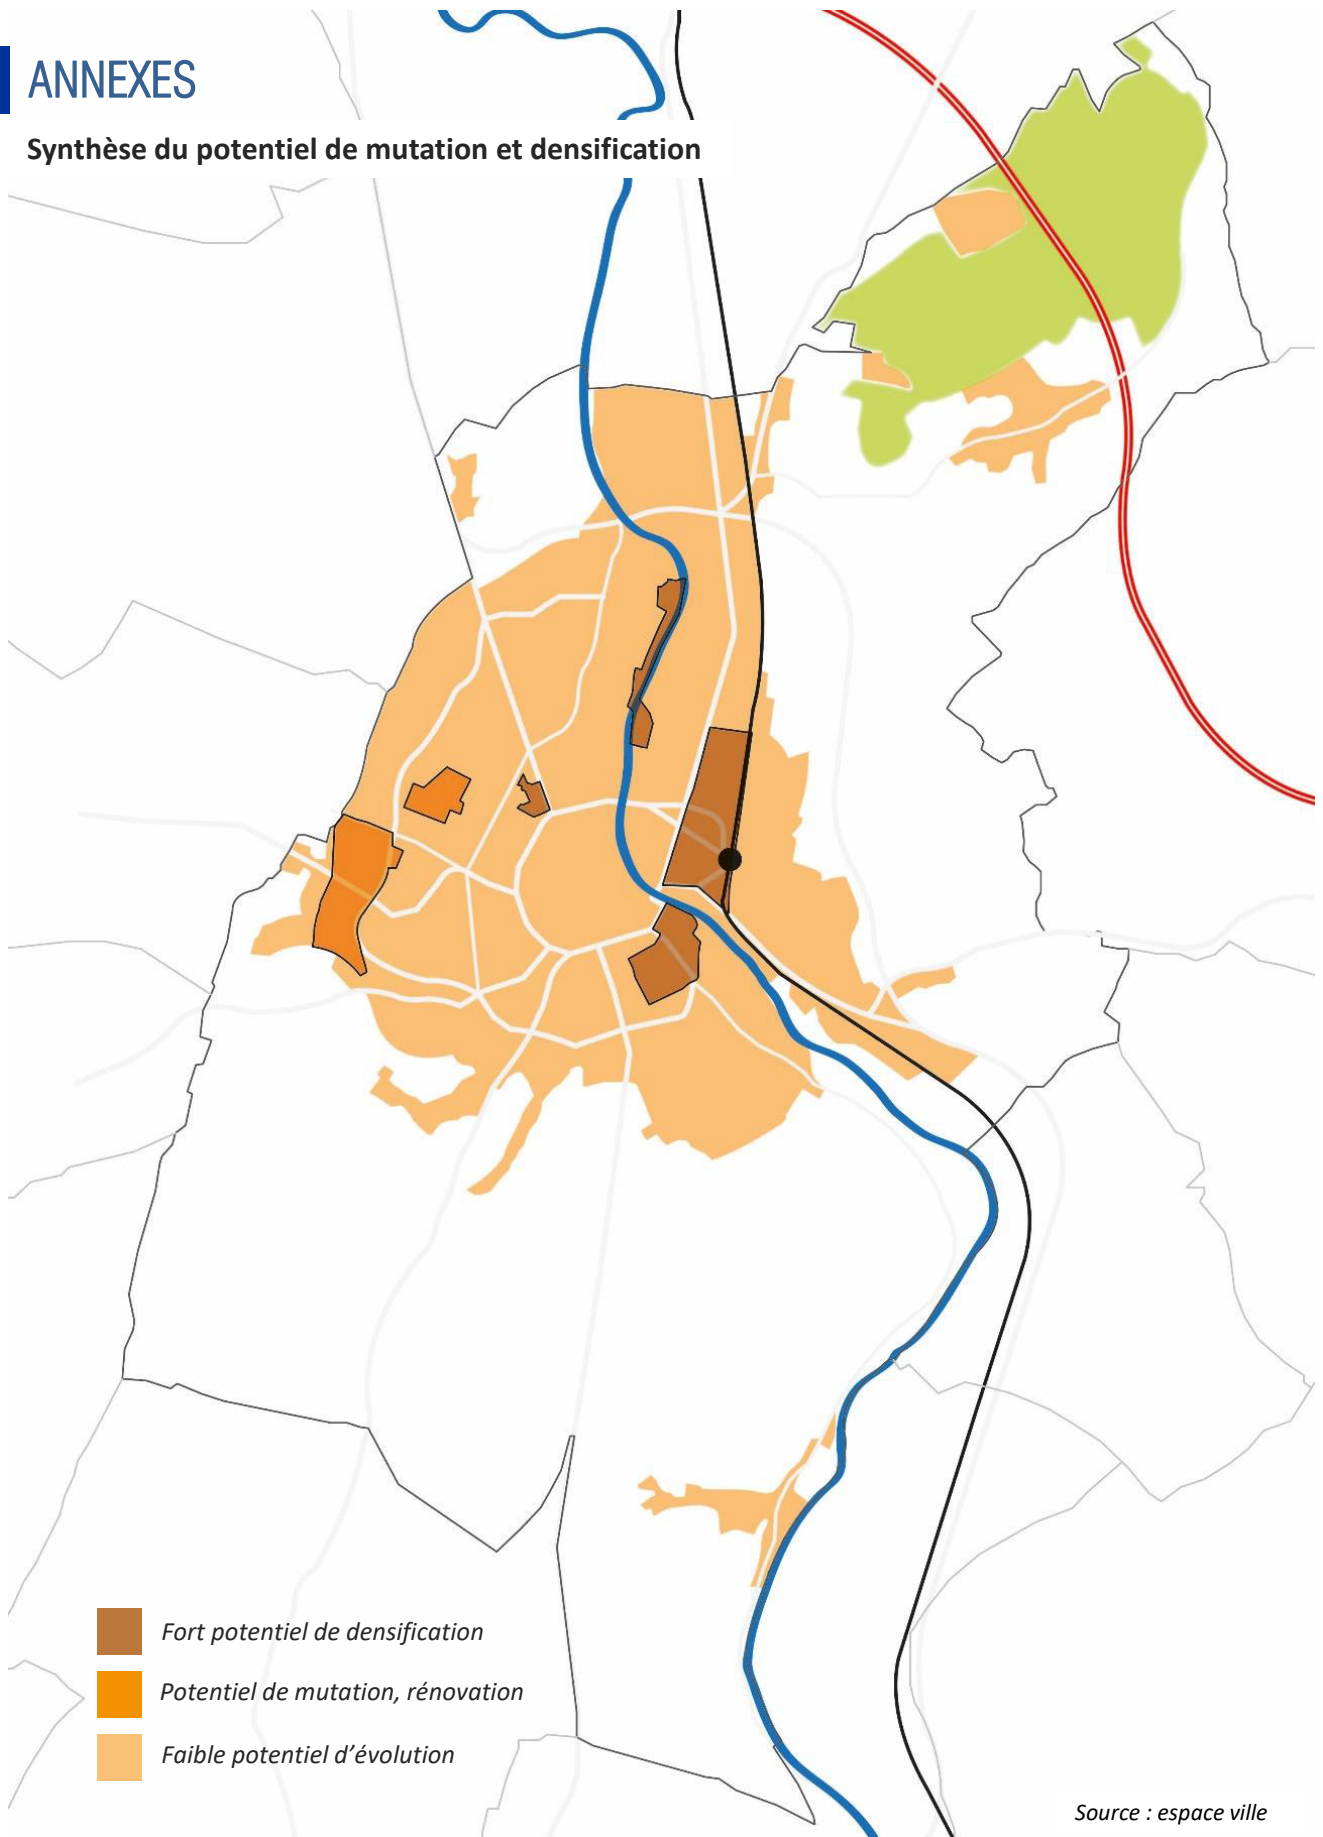 ANNEXES
Synthèse du potentiel de mutation et densification
Fort potentiel de densification
Potentiel de mutation, rénovation
Faible potentiel d’évolution
Source : espace ville